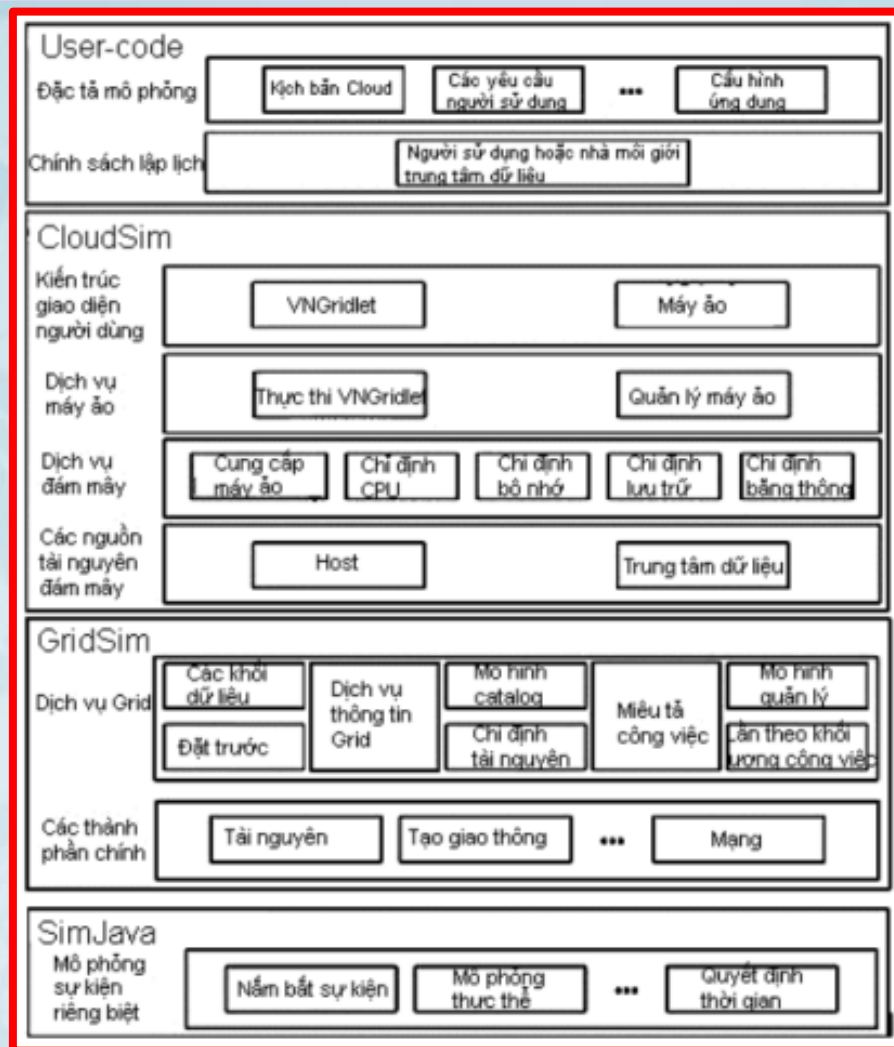 User-code
Đặc tả mô phỏng
Kịch bản Cloud
Các yêu cầu
người sử dụng
•••
Cấu hình
ứng dụng
Chính sách lập lịch
Người sử dụng hoặc nhà môi giới
trung tâm dữ liệu
CloudSim
Kiến trúc
giao diện
người dùng
VNGridlet
Máy ảo
Dịch vụ
máy ảo
Thực thi VNGridlet
Quản lý máy ảo
Dịch vụ
đám mây
Cung cấp
máy ảo
Chỉ định
CPU
Chỉ định
bộ nhớ
Chỉ định
lưu trữ
Chỉ định
băng thông
Các nguồn
tài nguyên
đám mây
Host
Trung tâm dữ liệu
GridSim
Dịch vụ Grid
Các khối
dữ liệu
Đặt trước
Dịch vụ
thông tin
Grid
Mô hình
catalog
Chỉ định
tài nguyên
Miêu tả
công việc
Mô hình
quản lý
Lần theo khối
ượng công việc
Các thành
phần chính
Tài nguyên
Tạo giao thông
•••
Mạng
SimJava
Mô phỏng
sự kiện
riêng biệt
Nắm bắt sự kiện
Mô phỏng
thực thể
•••
Quyết định
thời gian